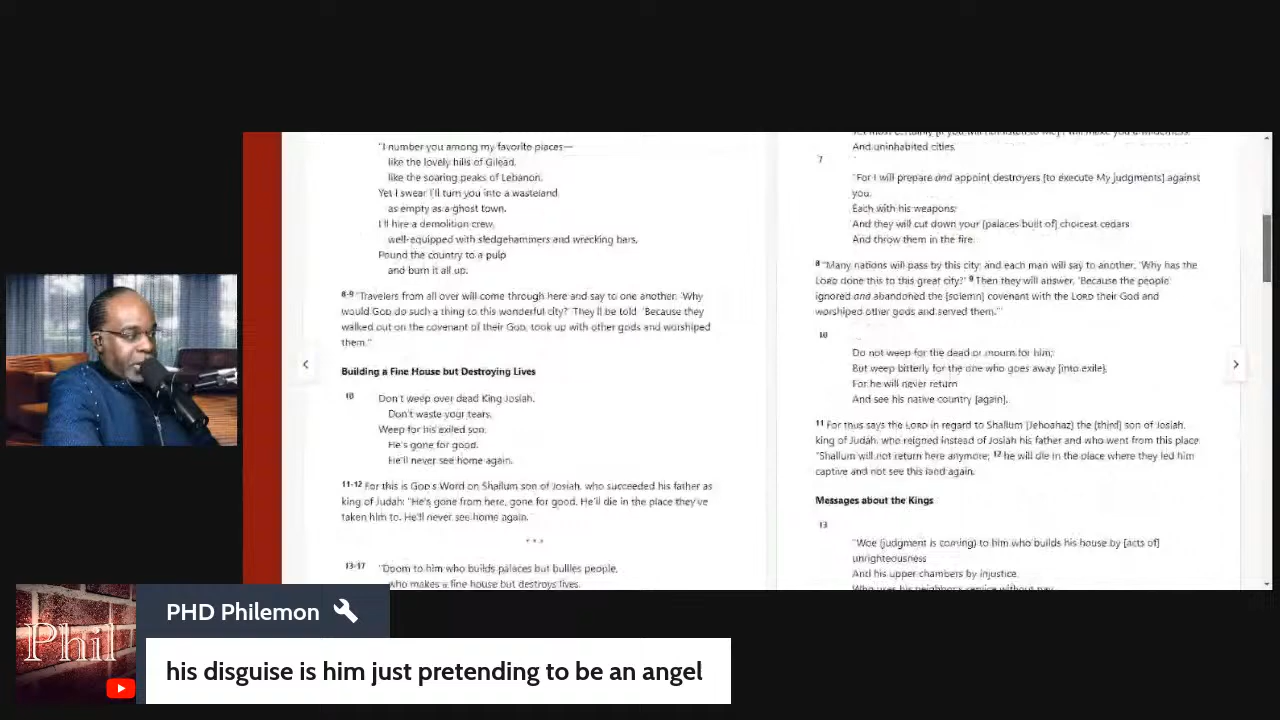 "I number you among my favorite places—
like the lovely hills of Gilead,
like the soaring peaks of Lebanon.
Yet I swear I'll turn you into a wasteland,
as empty as a ghost town.
I'll hire a demolition crew,
well-equipped with sledgehammers and wrecking bars,
Pound the country to a pulp
and burn it all up.
8-9 "Travelers from all over will come through here and say to one another, 'Why
would God do such a thing to this wonderful city?' They'll be told, 'Because they
walked out on the covenant of their God, took up with other gods and worshiped
them.'"
Building a Fine House but Destroying Lives
10 Don't weep over dead King Josiah.
Don't waste your tears.
Weep for his exiled son:
He's gone for good.
He'll never see home again.
11-12 For this is God's Word on Shallum son of Josiah, who succeeded his father as
king of Judah: "He's gone from here, gone for good. He'll die in the place they've
taken him to. He'll never see home again."
* * *
13-17 "Doom to him who builds palaces but bullies people,
who makes a fine house but destroys lives,
And uninhabited cities.
7
"For I will prepare and appoint destroyers [to execute My judgments] against
you,
Each with his weapons;
And they will cut down your [palaces built of] choicest cedars
And throw them in the fire.
8 "Many nations will pass by this city; and each man will say to another, 'Why has the
LORD done this to this great city?' 9 Then they will answer, 'Because the people
ignored and abandoned the [solemn] covenant with the LORD their God and
worshiped other gods and served them.'"
10
Do not weep for the dead or mourn for him;
But weep bitterly for the one who goes away [into exile],
For he will never return
And see his native country [again].
11 For thus says the LORD in regard to Shallum [Jehoahaz] the (third) son of Josiah,
king of Judah, who reigned instead of Josiah his father and who went from this place,
"Shallum will not return here anymore; 12 he will die in the place where they led him
captive and not see this land again.
Messages about the Kings
13
"Woe (judgment is coming) to him who builds his house by [acts of]
unrighteousness
And his upper chambers by injustice,
Who uses his neighbor's service without pay
Phil
PHD Philemon
his disguise is him just pretending to be an angel